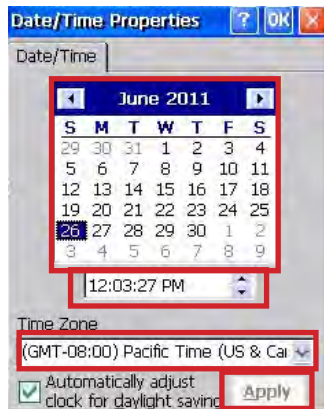 Date/Time Properties ? OK X
Date/Time
June 2011
S M T W T F S
29 30 31 1 2 3 4
5 6 7 8 9 10 11
12 13 14 15 16 17 18
19 20 21 22 23 24 25
26 27 28 29 30 1 2
3 4 5 6 7 8 9
12:03:27 PM
Time Zone
(GMT-08:00) Pacific Time (US & Ca
Automatically adjust
clock for daylight saving
Apply